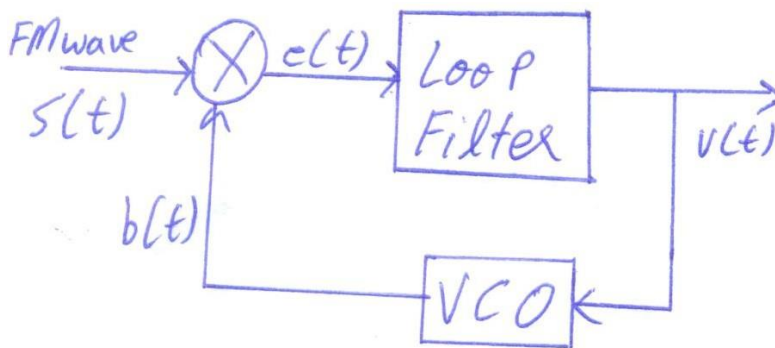 FM wave
s(t)
e(t)
Loop
Filter
v(t)
b(t)
VCO